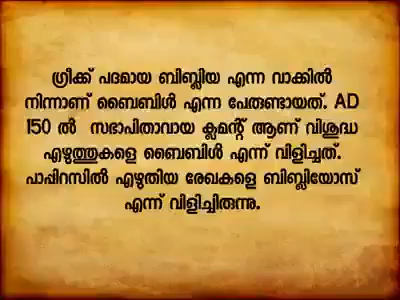 ഗ്രീക്ക് പദമായ ബിബ്ലിയ എന്ന വാക്കിൽ
നിന്നാണ് ബൈബിൾ എന്ന പേരുണ്ടായത്. AD
150 ൽ സഭാപിതാവായ ക്ലമന്റ് ആണ് വിശുദ്ധ
എഴുത്തുകളെ ബൈബിൾ എന്ന് വിളിച്ചത്.
പാപ്പിറസിൽ എഴുതിയ രേഖകളെ ബിബ്ലിയോസ്
എന്ന് വിളിച്ചിരുന്നു.